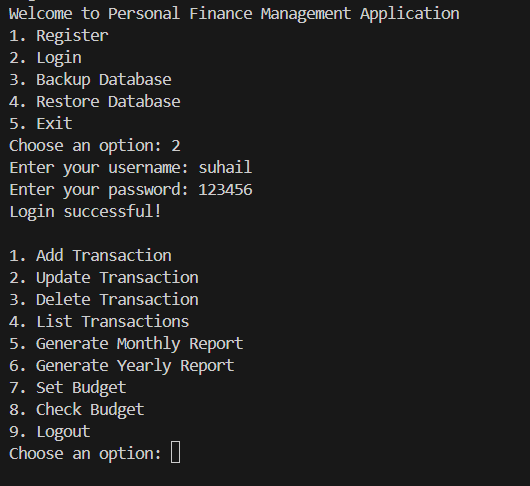 Welcome to Personal Finance Management Application
1. Register
2. Login
3. Backup Database
4. Restore Database
5. Exit
Choose an option: 2
Enter your username: suhail
Enter your password: 123456
Login successful!
1. Add Transaction
2. Update Transaction
3. Delete Transaction
4. List Transactions
5. Generate Monthly Report
6. Generate Yearly Report
7. Set Budget
8. Check Budget
9. Logout
Choose an option: